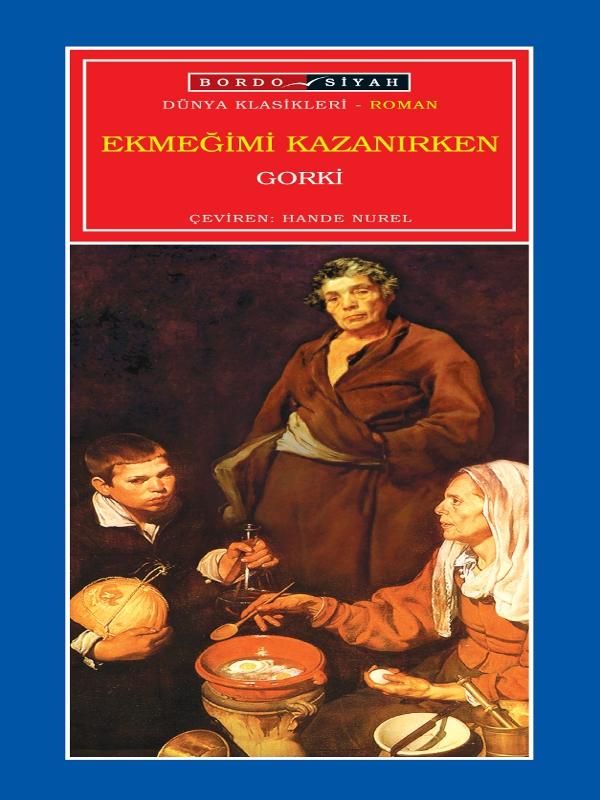 BORDO SİYAH
DÜNYA KLASİKLERİ - ROMAN
EKMEĞİMİ KAZANIRKEN
GORKİ
ÇEVİREN: HANDE NUREL